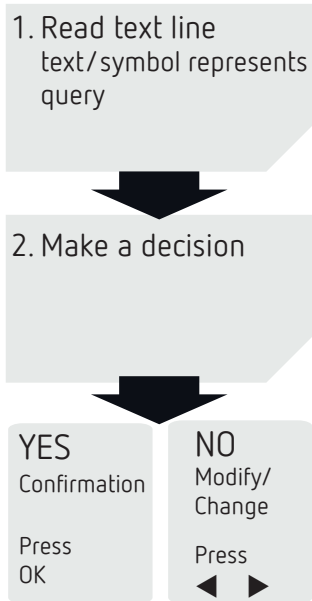 1. Read text line
text/symbol represents
query
2. Make a decision
YES
Confirmation
Press
OK
NO
Modify/
Change
Press
◀ ▶